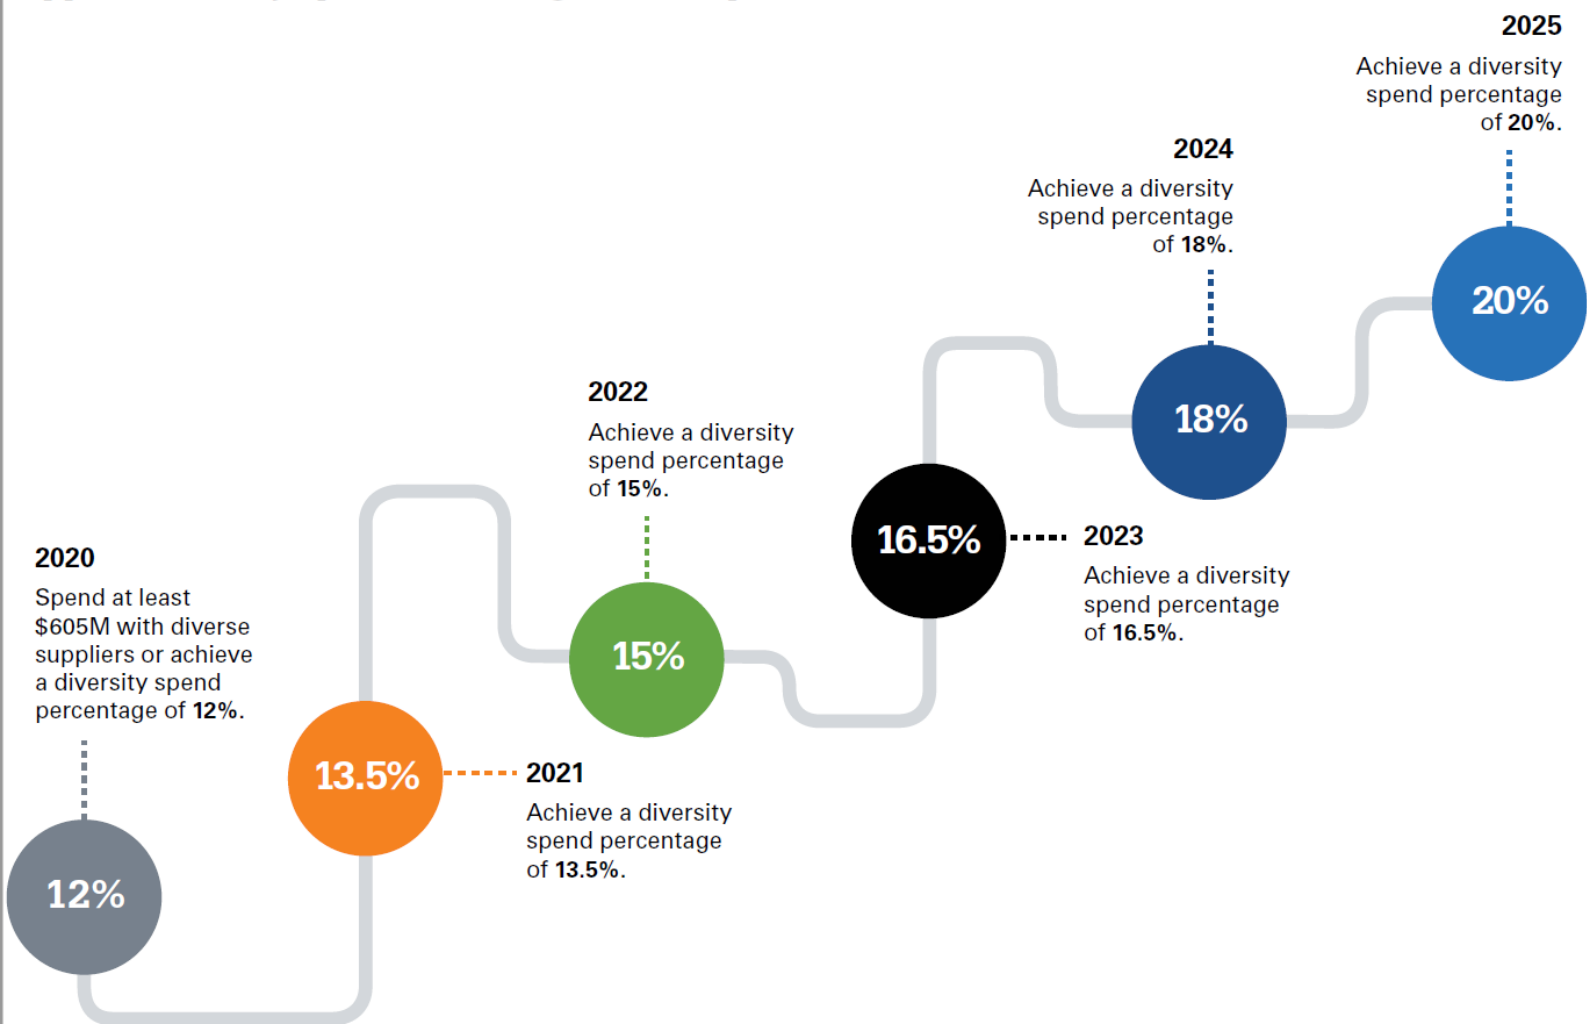 2025
Achieve a diversity
spend percentage
of 20%.
2024
Achieve a diversity
spend percentage
of 18%.
20%
18%
2022
Achieve a diversity
spend percentage
of 15%.
16.5%
2023
Achieve a diversity
spend percentage
of 16.5%.
2020
Spend at least
$605M with diverse
suppliers or achieve
a diversity spend
percentage of 12%.
15%
13.5%
2021
Achieve a diversity
spend percentage
of 13.5%.
12%